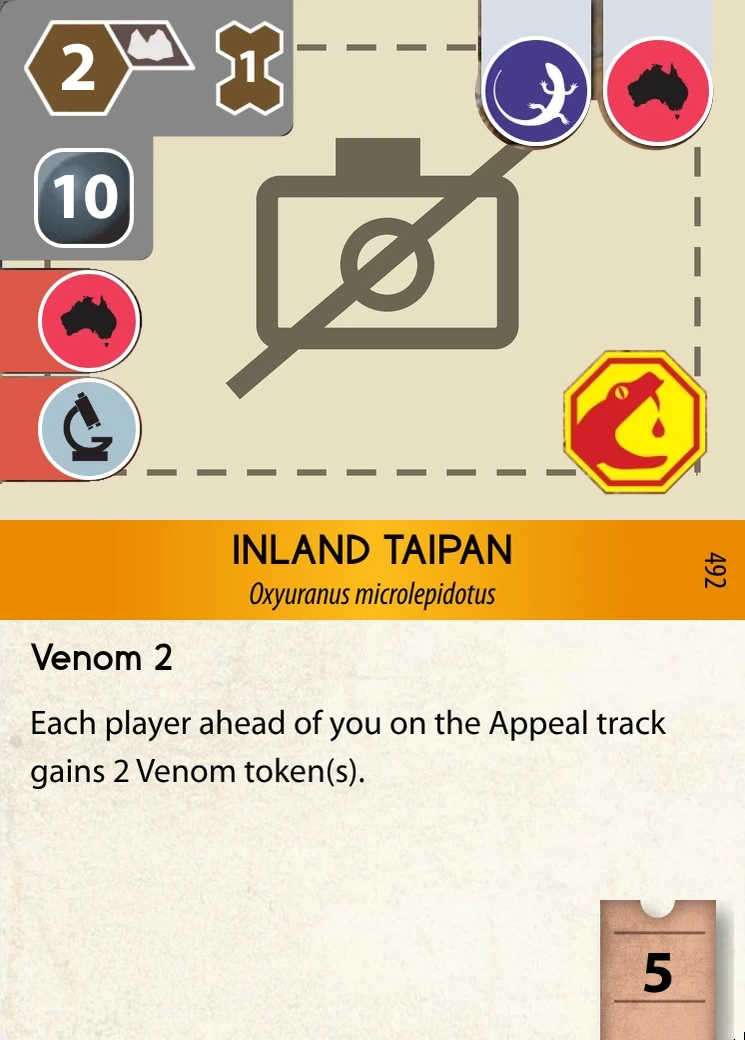 2
1
10
INLAND TAIPAN
Oxyuranus microlepidotus
492
Venom 2
Each player ahead of you on the Appeal track
gains 2 Venom token(s).
5